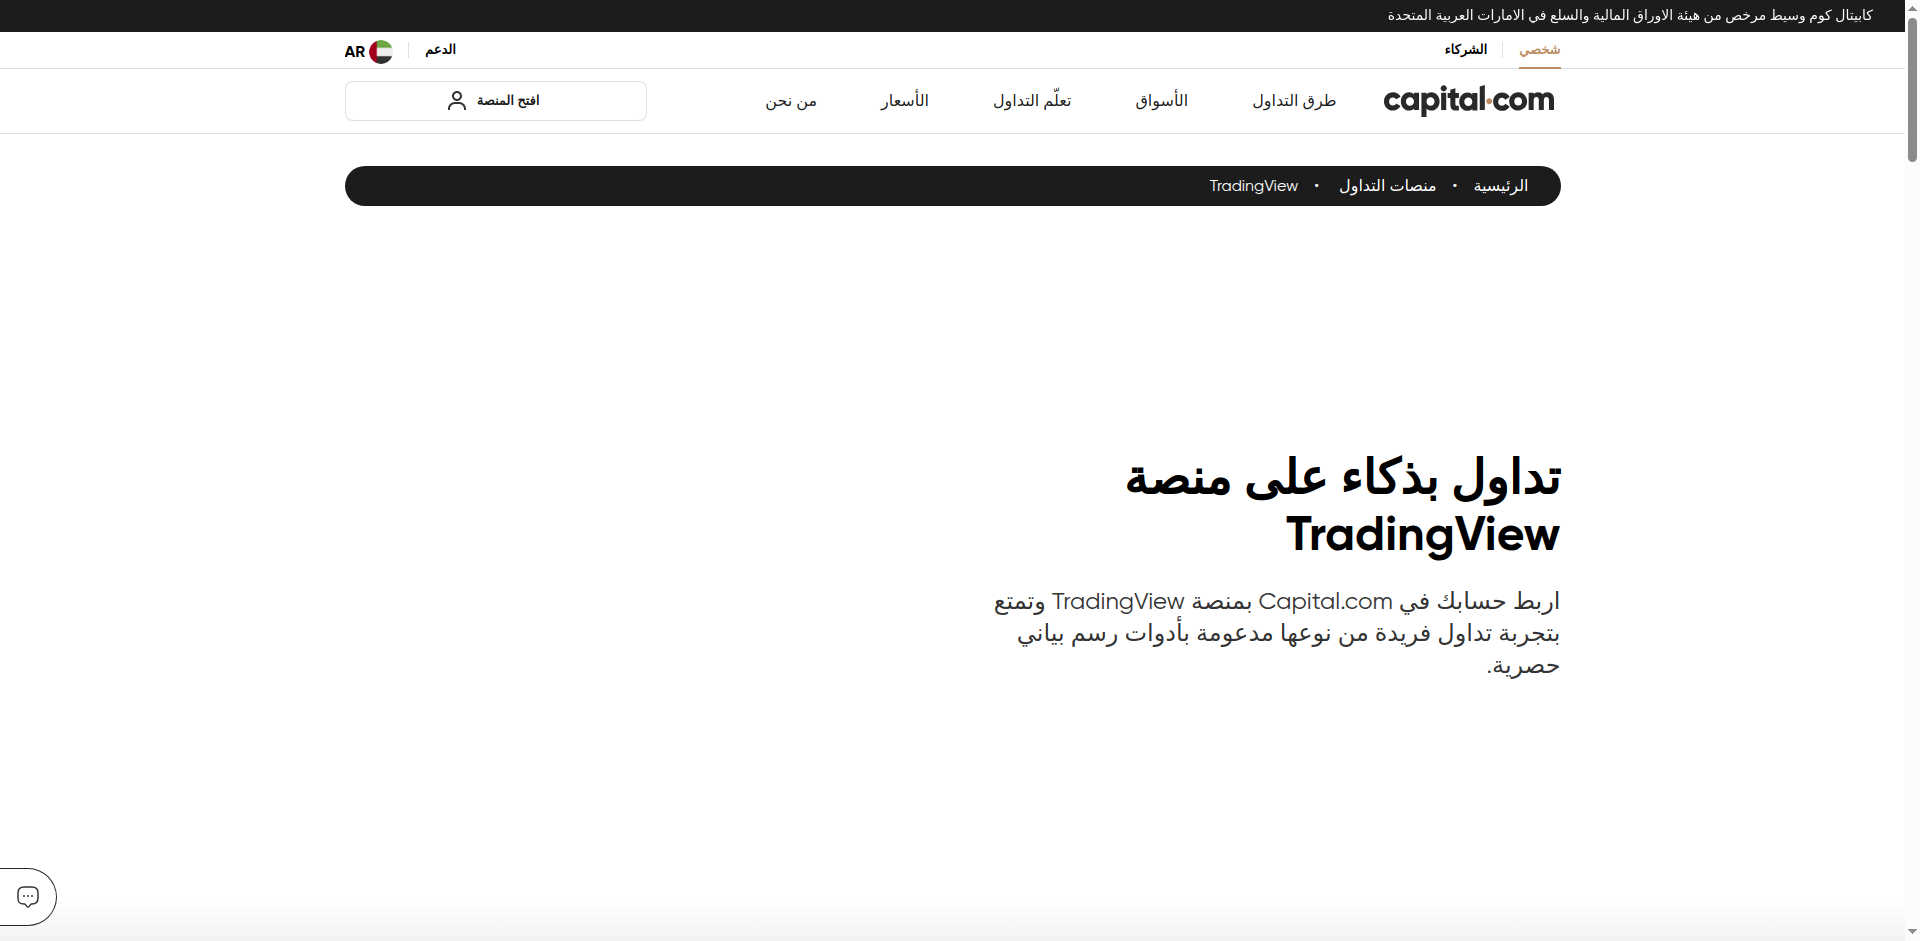 كابيتال كوم وسيط مرخص من هيئة الاوراق المالية والسلع في الامارات العربية المتحدة
شخصي
الشركاء
الدعم
AR
capital.com
طرق التداول
الأسواق
تعلّم التداول
الأسعار
من نحن
افتح المنصة
الرئيسية • منصات التداول • TradingView
تداول بذكاء على منصة
TradingView
اربط حسابك في Capital.com بمنصة TradingView وتمتع
بتجربة تداول فريدة من نوعها مدعومة بأدوات رسم بياني
حصرية.